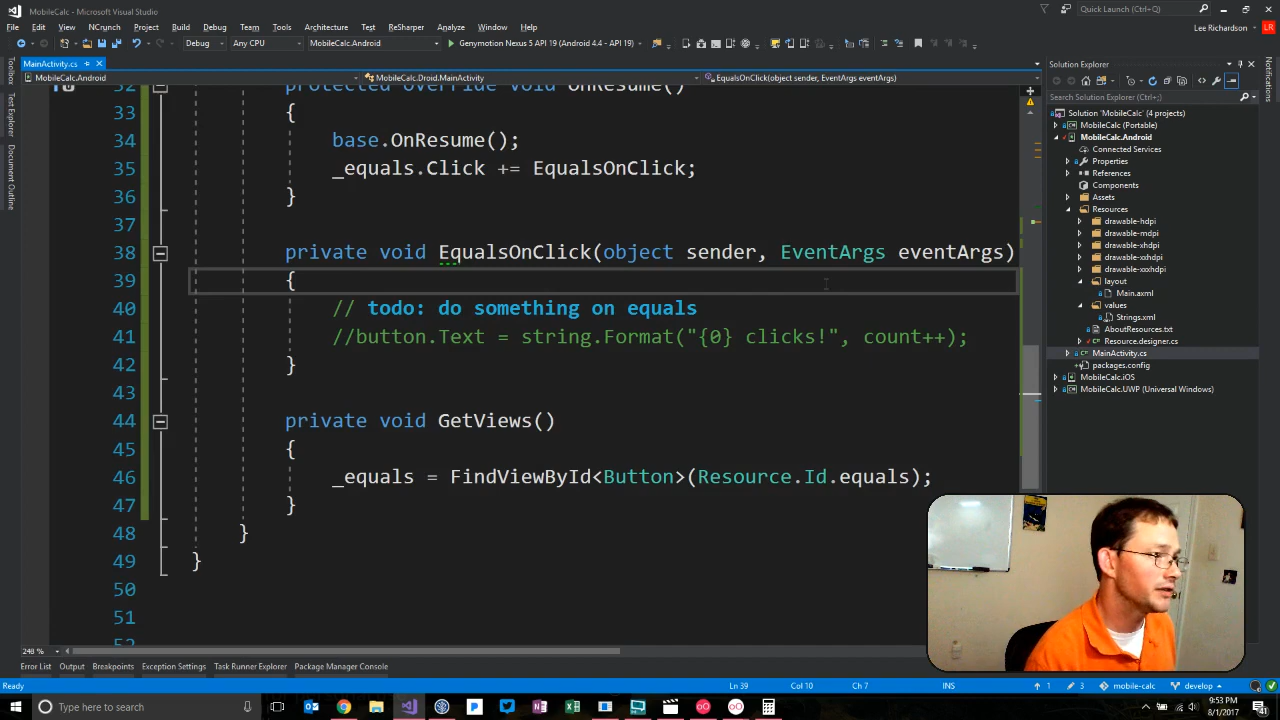 MobileCalc - Microsoft Visual Studio
Quick Launch (Ctrl+Q)
File Edit View NCrunch Project Build Debug Team Tools Architecture Test ReSharper Analyze Window Help
Lee Richardson LR
Debug Any CPU MobileCalc.Android Genymotion Nexus 5 API 19 (Android 4.4 - API 19)
MainActivity.cs
MobileCalc.Android MobileCalc.Droid.MainActivity EqualsOnClick(object sender, EventArgs eventArgs)
Toolbox
Test Explorer
Document Outline
32 protected override void OnResume()
33 {
34 base.OnResume();
35 _equals.Click += EqualsOnClick;
36 }
37
38 private void EqualsOnClick(object sender, EventArgs eventArgs)
39 {
40 // todo: do something on equals
41 //button.Text = string.Format("{0} clicks!", count++);
42 }
43
44 private void GetViews()
45 {
46 _equals = FindViewById<Button>(Resource.Id.equals);
47 }
48 }
49 }
50
51
52
Solution Explorer
Search Solution Explorer (Ctrl+;)
Solution 'MobileCalc' (4 projects)
MobileCalc (Portable)
MobileCalc.Android
Connected Services
Properties
References
Components
Assets
Resources
drawable-hdpi
drawable-mdpi
drawable-xhdpi
drawable-xxhdpi
drawable-xxxhdpi
layout
Main.axml
values
Strings.xml
AboutResources.txt
Resource.designer.cs
MainActivity.cs
packages.config
MobileCalc.iOS
MobileCalc.UWP (Universal Windows)
Notifications
240 %
Error List Output Breakpoints Exception Settings Task Runner Explorer Package Manager Console
Ready Ln 39 Col 10 Ch 7 INS 1 3 mobile-calc develop
Type here to search
9:53 PM
8/1/2017